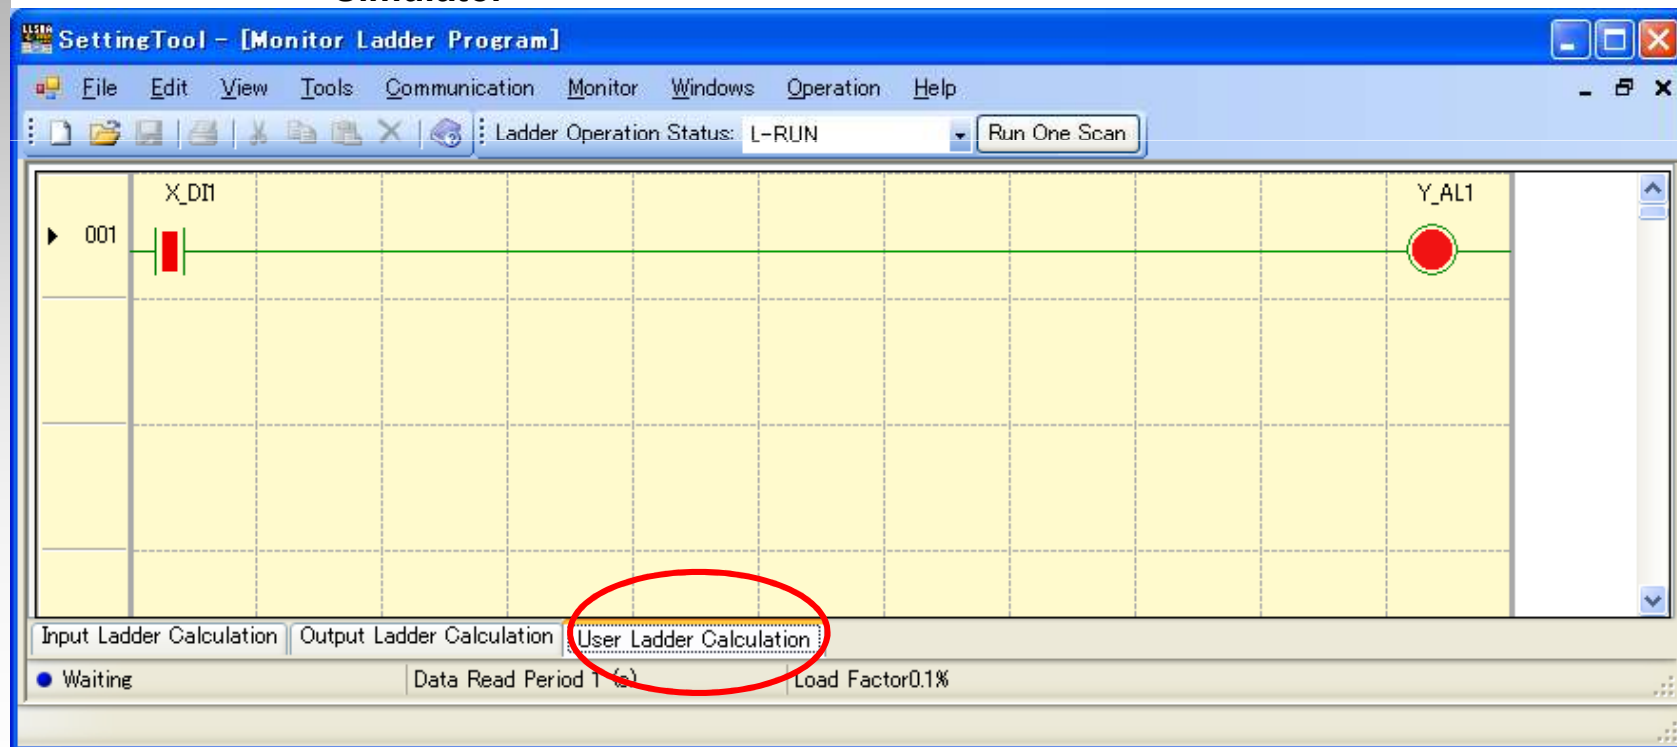 Simulator
SettingTool - [Monitor Ladder Program]
File Edit View Tools Communication Monitor Windows Operation Help
Ladder Operation Status: L-RUN Run One Scan
X_DI1 Y_AL1
001
Input Ladder Calculation Output Ladder Calculation User Ladder Calculation
Waiting Data Read Period 1 (s) Load Factor0.1%